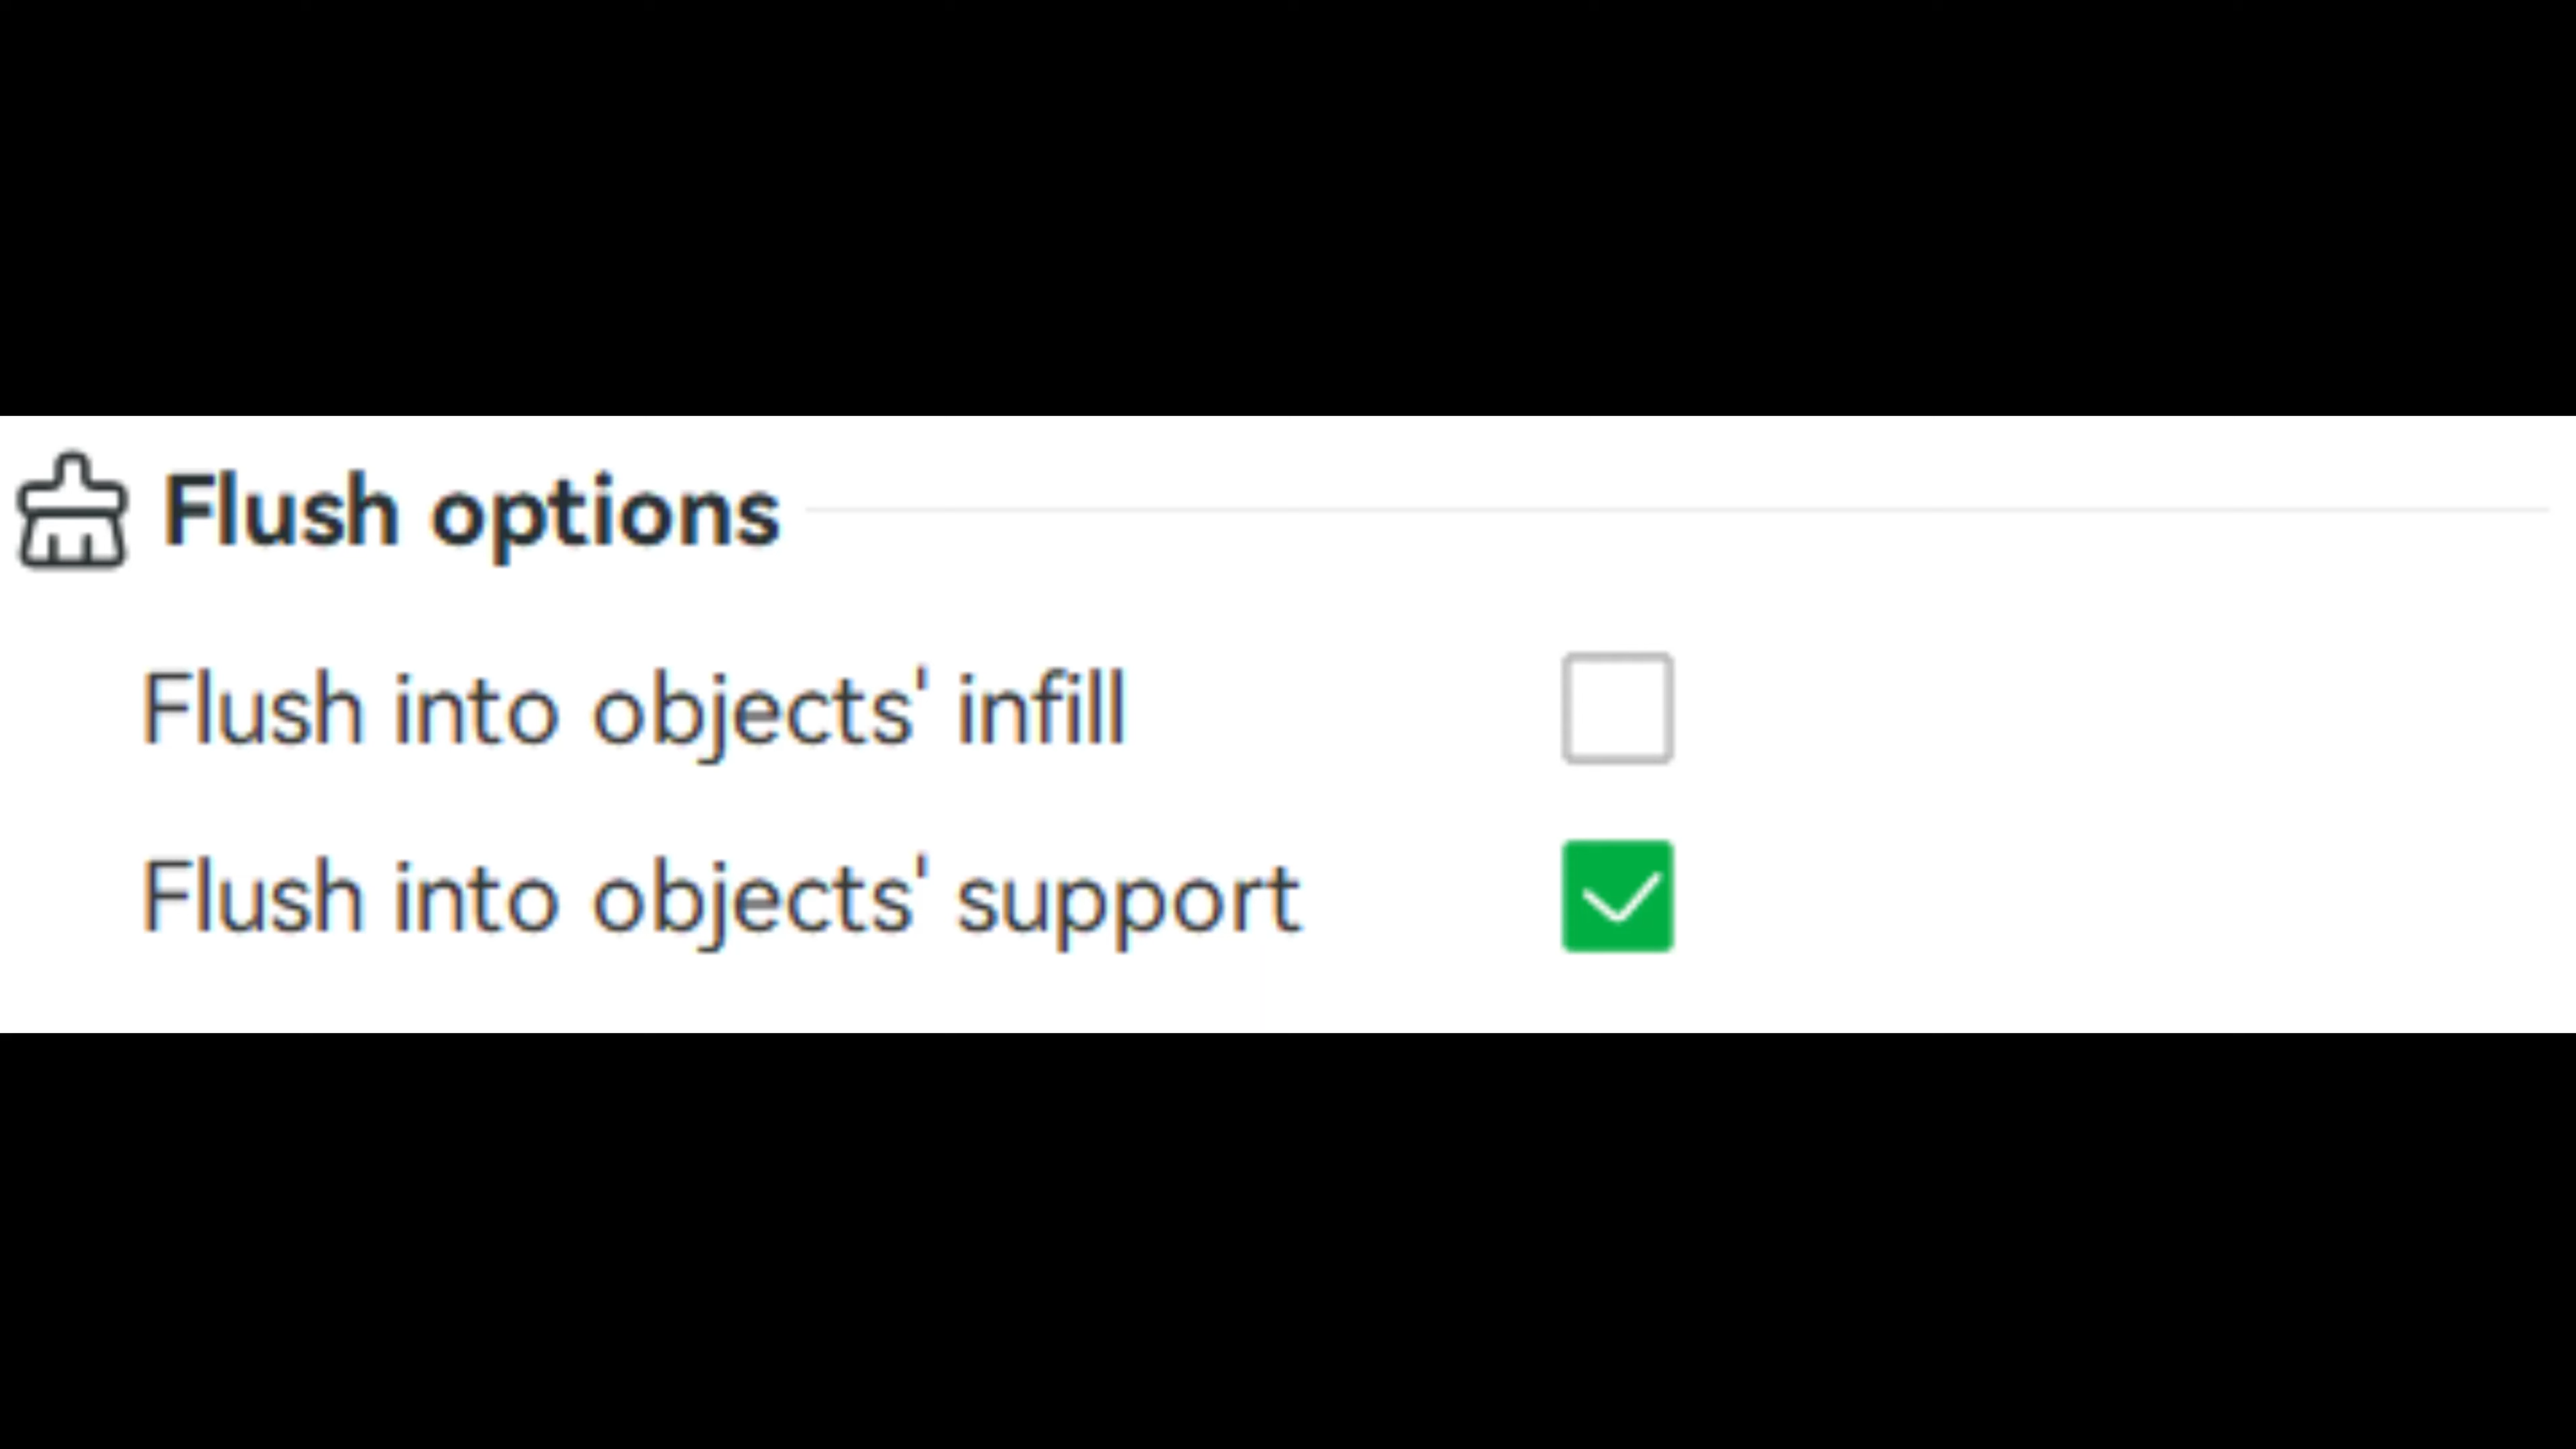 Flush options
Flush into objects' infill
Flush into objects' support